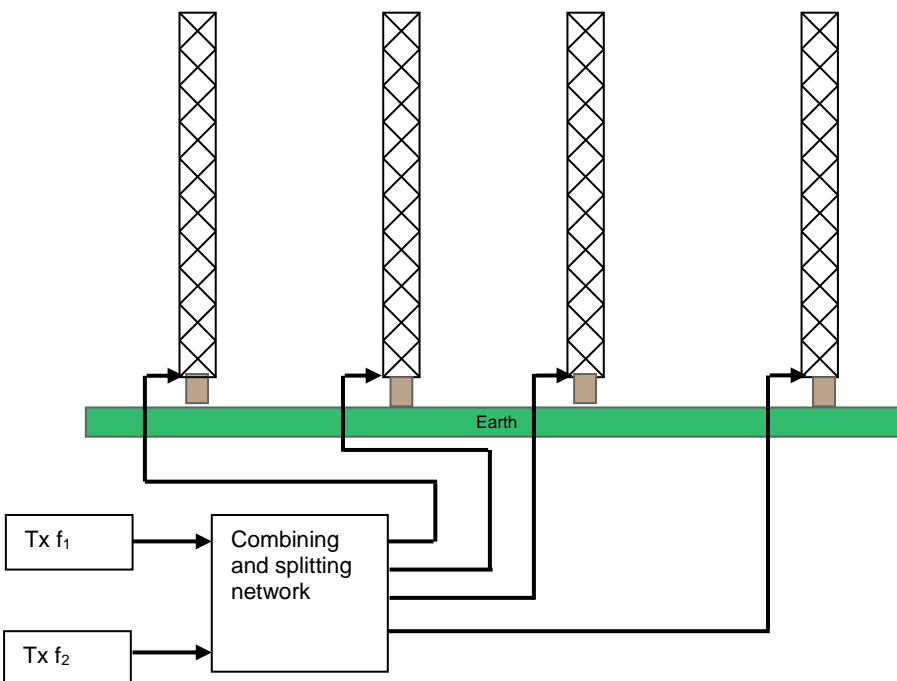 Earth
Tx f₁
Combining
and splitting
network
Tx f₂